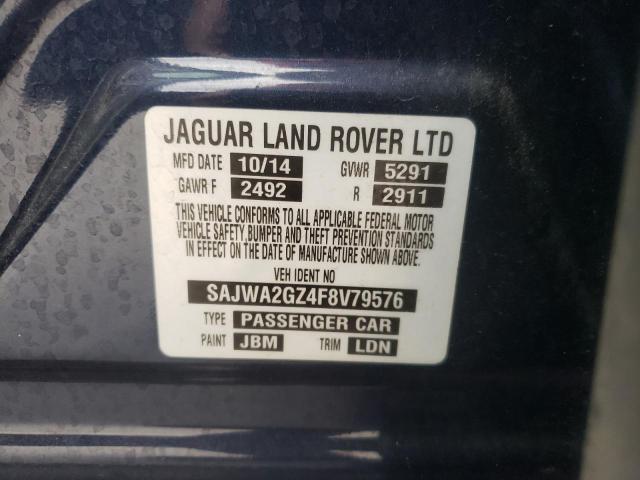 JAGUAR LAND ROVER LTD
MFD DATE 10/14 GVWR 5291
GAWR F 2492 R 2911
THIS VEHICLE CONFORMS TO ALL APPLICABLE FEDERAL MOTOR
VEHICLE SAFETY BUMPER AND THEFT PREVENTION STANDARDS
IN EFFECT ON THE DATE OF MANUFACTURE SHOWN ABOVE.
VEH IDENT NO
SAJWA2GZ4F8V79576
TYPE PASSENGER CAR
PAINT JBM TRIM LDN